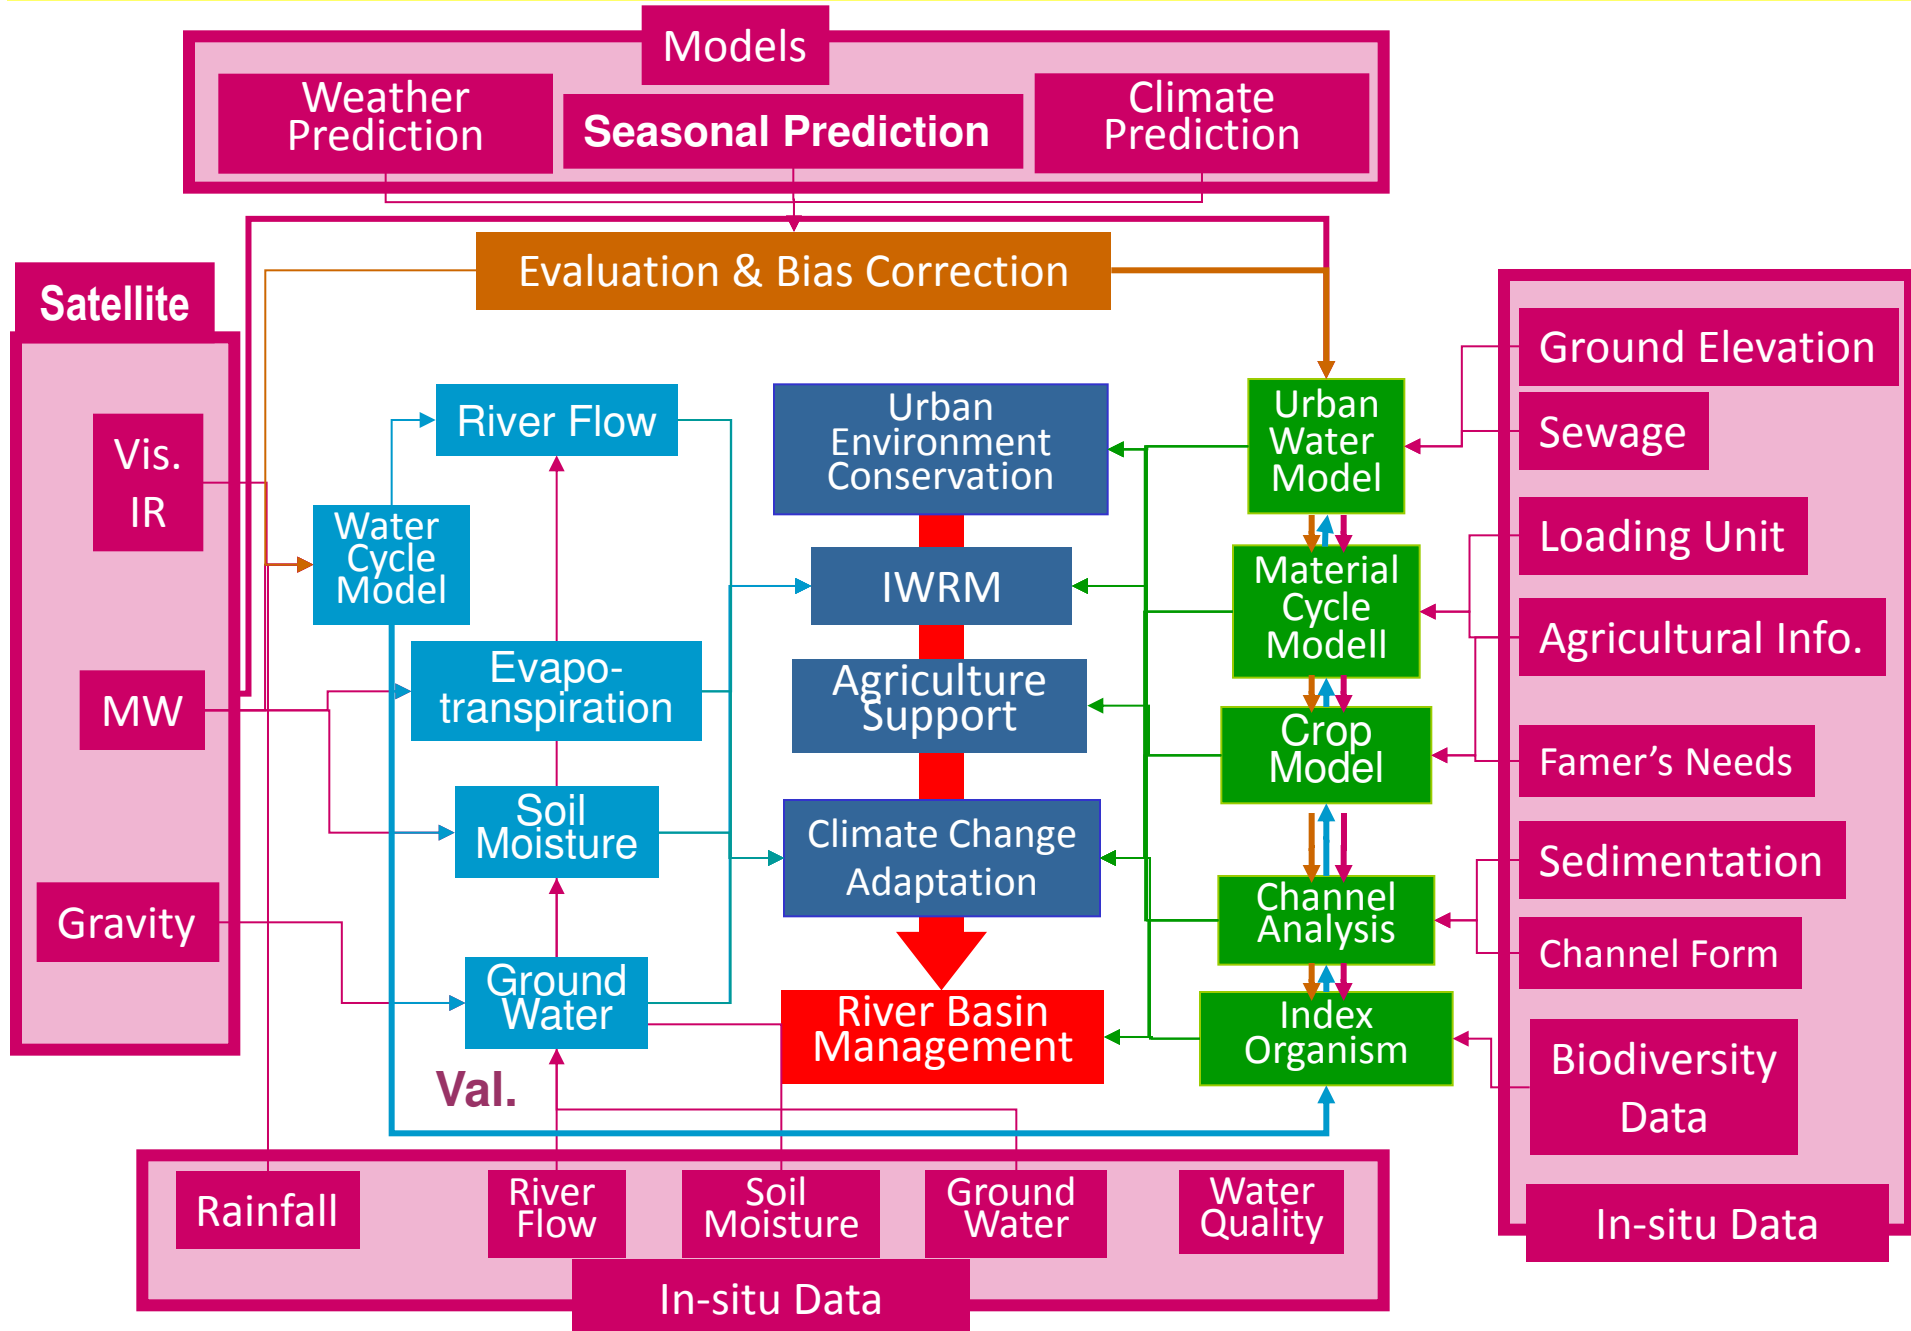 Models
Weather
Prediction
Seasonal Prediction
Climate
Prediction
Evaluation & Bias Correction
Satellite
Vis.
IR
MW
Gravity
River Flow
Water
Cycle
Model
Evapo-
transpiration
Soil
Moisture
Ground
Water
Val.
Urban
Environment
Conservation
IWRM
Agriculture
Support
Climate Change
Adaptation
River Basin
Management
Urban
Water
Model
Material
Cycle
Modell
Crop
Model
Channel
Analysis
Index
Organism
Ground Elevation
Sewage
Loading Unit
Agricultural Info.
Famer’s Needs
Sedimentation
Channel Form
Biodiversity
Data
In-situ Data
Rainfall
River
Flow
Soil
Moisture
Ground
Water
Water
Quality
In-situ Data